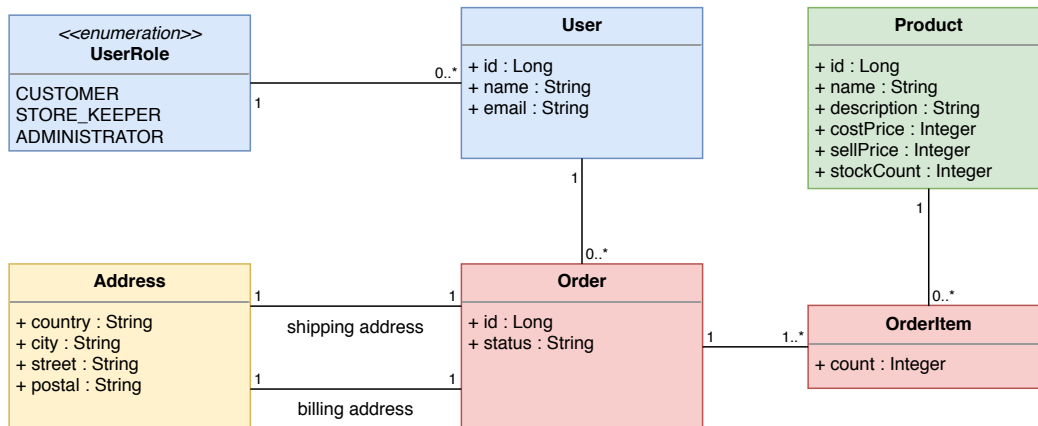 <<enumeration>>
UserRole
CUSTOMER
STORE_KEEPER
ADMINISTRATOR
1
0..*
User
+ id : Long
+ name : String
+ email : String
1
0..*
Product
+ id : Long
+ name : String
+ description : String
+ costPrice : Integer
+ sellPrice : Integer
+ stockCount : Integer
1
0..*
Address
+ country : String
+ city : String
+ street : String
+ postal : String
1
1
shipping address
1
1
billing address
Order
+ id : Long
+ status : String
1
1..*
OrderItem
+ count : Integer